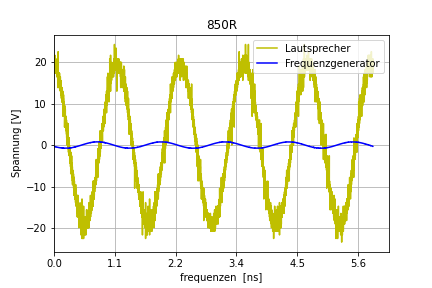 850R
Lautsprecher
Frequenzgenerator
Spannung [V]
20
10
0
−10
−20
0.0 1.1 2.2 3.4 4.5 5.6
frequenzen [ns]